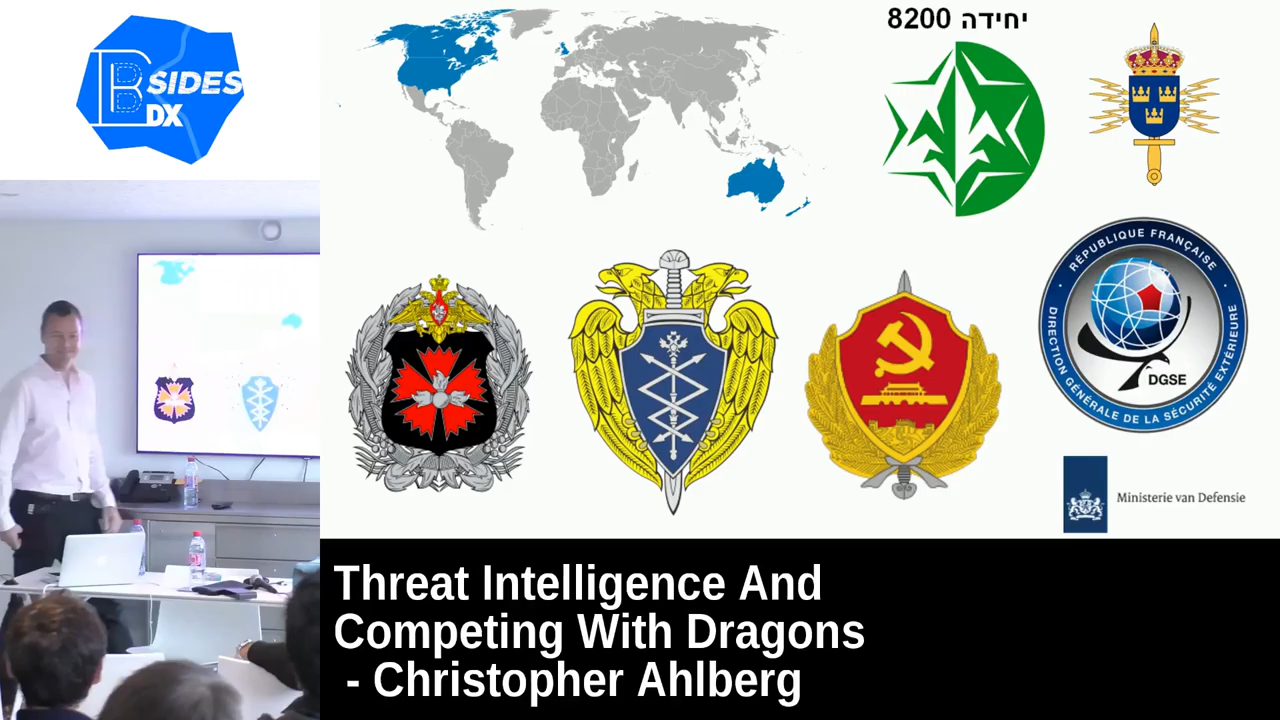 BSIDES
BDX
8200 יחידה
RÉPUBLIQUE FRANÇAISE
DGSE
DIRECTION GÉNÉRALE DE LA SÉCURITÉ EXTÉRIEURE
Ministerie van Defensie
Threat Intelligence And
Competing With Dragons
- Christopher Ahlberg